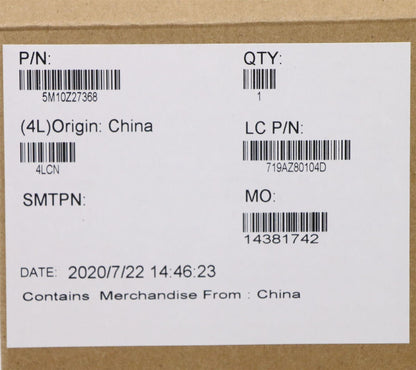 P/N:
5M10Z27368
QTY:
1
(4L)Origin: China
4LCN
LC P/N:
719AZ80104D
SMTPN:
MO:
14381742
DATE: 2020/7/22 14:46:23
Contains Merchandise From : China